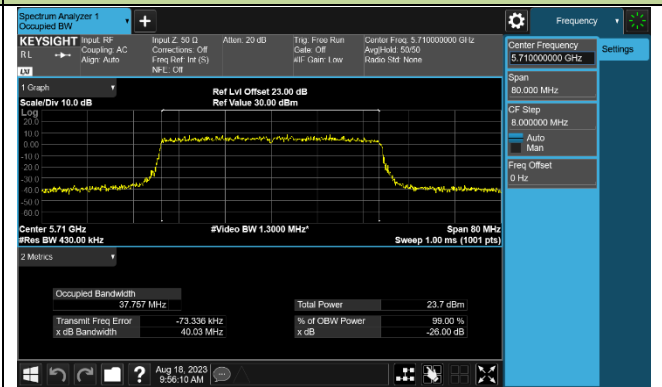 Spectrum Analyzer 1
Occupied BW
+
Frequency
KEYSIGHT
Input: RF
Coupling: AC
Align: Auto
Input Z: 50 Ω
Corrections: Off
Freq Ref: Int (S)
NFE: Off
Atten: 20 dB
Trig: Free Run
Gate: Off
#IF Gain: Low
Center Freq: 5.710000000 GHz
Avg|Hold: 50/50
Radio Std: None
RL
LXI
Center Frequency
5.710000000 GHz
Settings
Span
80.000 MHz
CF Step
8.000000 MHz
Auto
Man
Freq Offset
0 Hz
1 Graph
Scale/Div 10.0 dB
Ref Lvl Offset 23.00 dB
Ref Value 30.00 dBm
Log
20.0
10.0
0.00
-10.0
-20.0
-30.0
-40.0
-50.0
-60.0
Center 5.71 GHz
#Res BW 430.00 kHz
#Video BW 1.3000 MHz*
Span 80 MHz
Sweep 1.00 ms (1001 pts)
2 Metrics
Occupied Bandwidth
37.757 MHz
Total Power 23.7 dBm
Transmit Freq Error -73.336 kHz
% of OBW Power 99.00 %
x dB Bandwidth 40.03 MHz
x dB -26.00 dB
?
Aug 18, 2023
9:56:10 AM